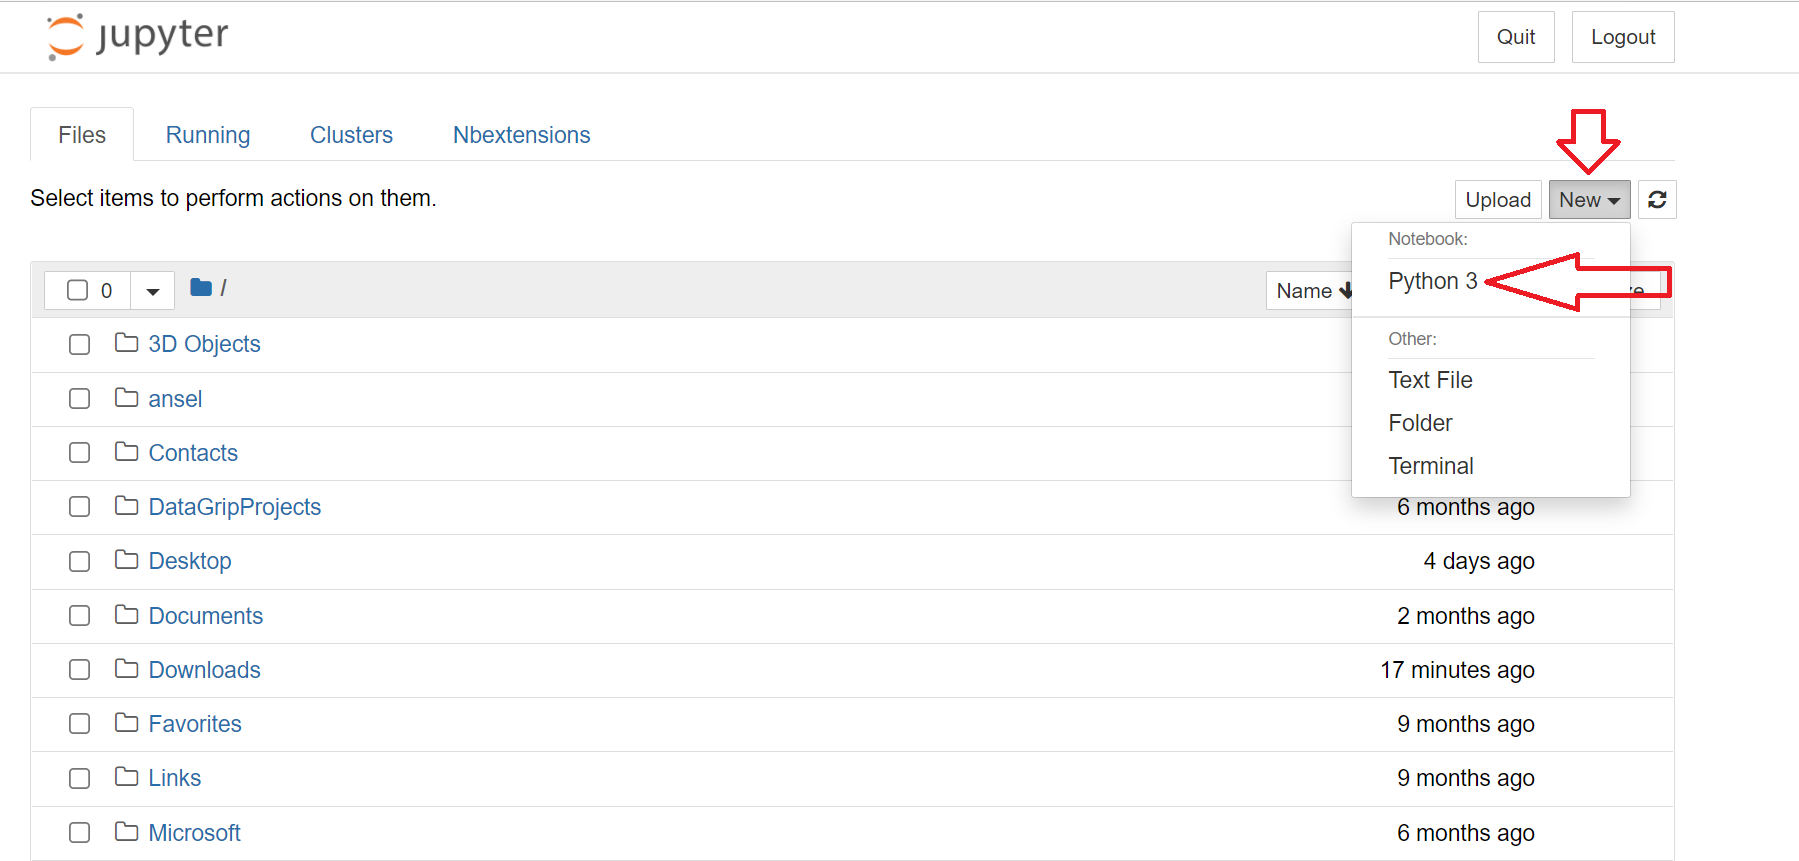 jupyter
Quit
Logout
Files
Running
Clusters
Nbextensions
Select items to perform actions on them.
Upload
New
Notebook:
Python 3
Other:
Text File
Folder
Terminal
0
/
Name
3D Objects
ansel
Contacts
DataGripProjects
6 months ago
Desktop
4 days ago
Documents
2 months ago
Downloads
17 minutes ago
Favorites
9 months ago
Links
9 months ago
Microsoft
6 months ago